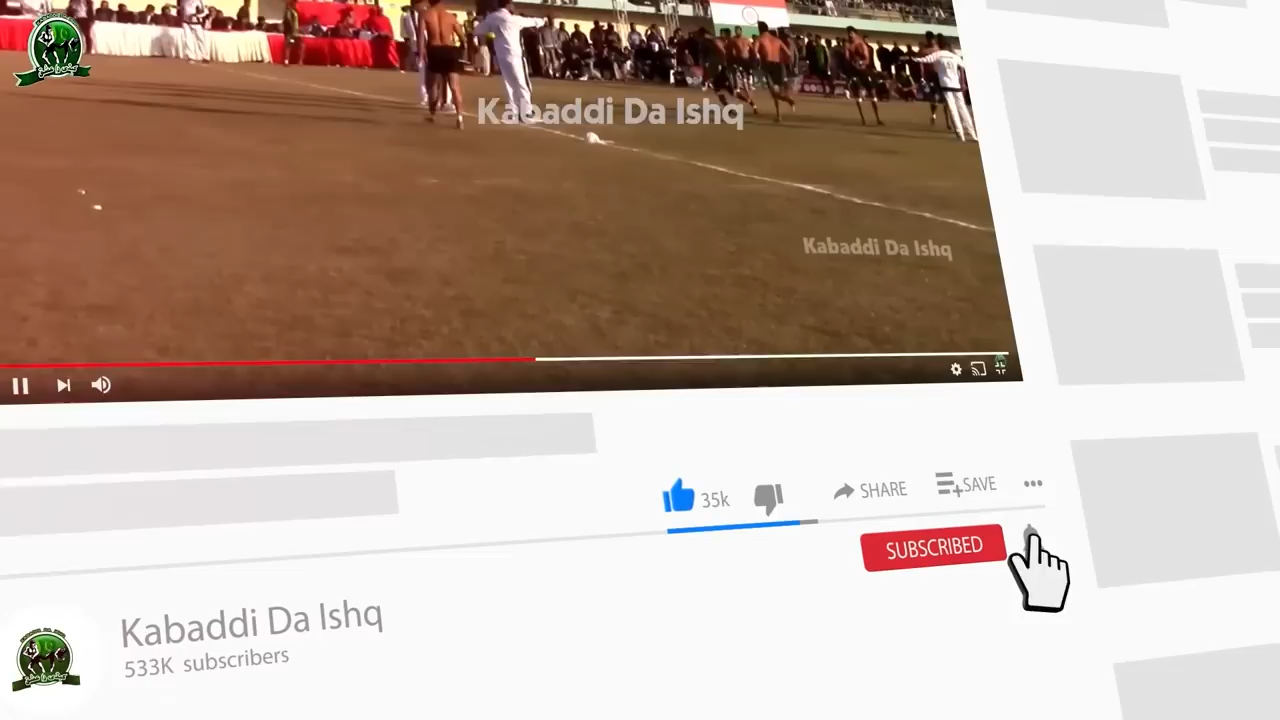 Kabaddi Da Ishq
Kabaddi Da Ishq
35k
SHARE
SAVE
SUBSCRIBED
Kabaddi Da Ishq
533K subscribers